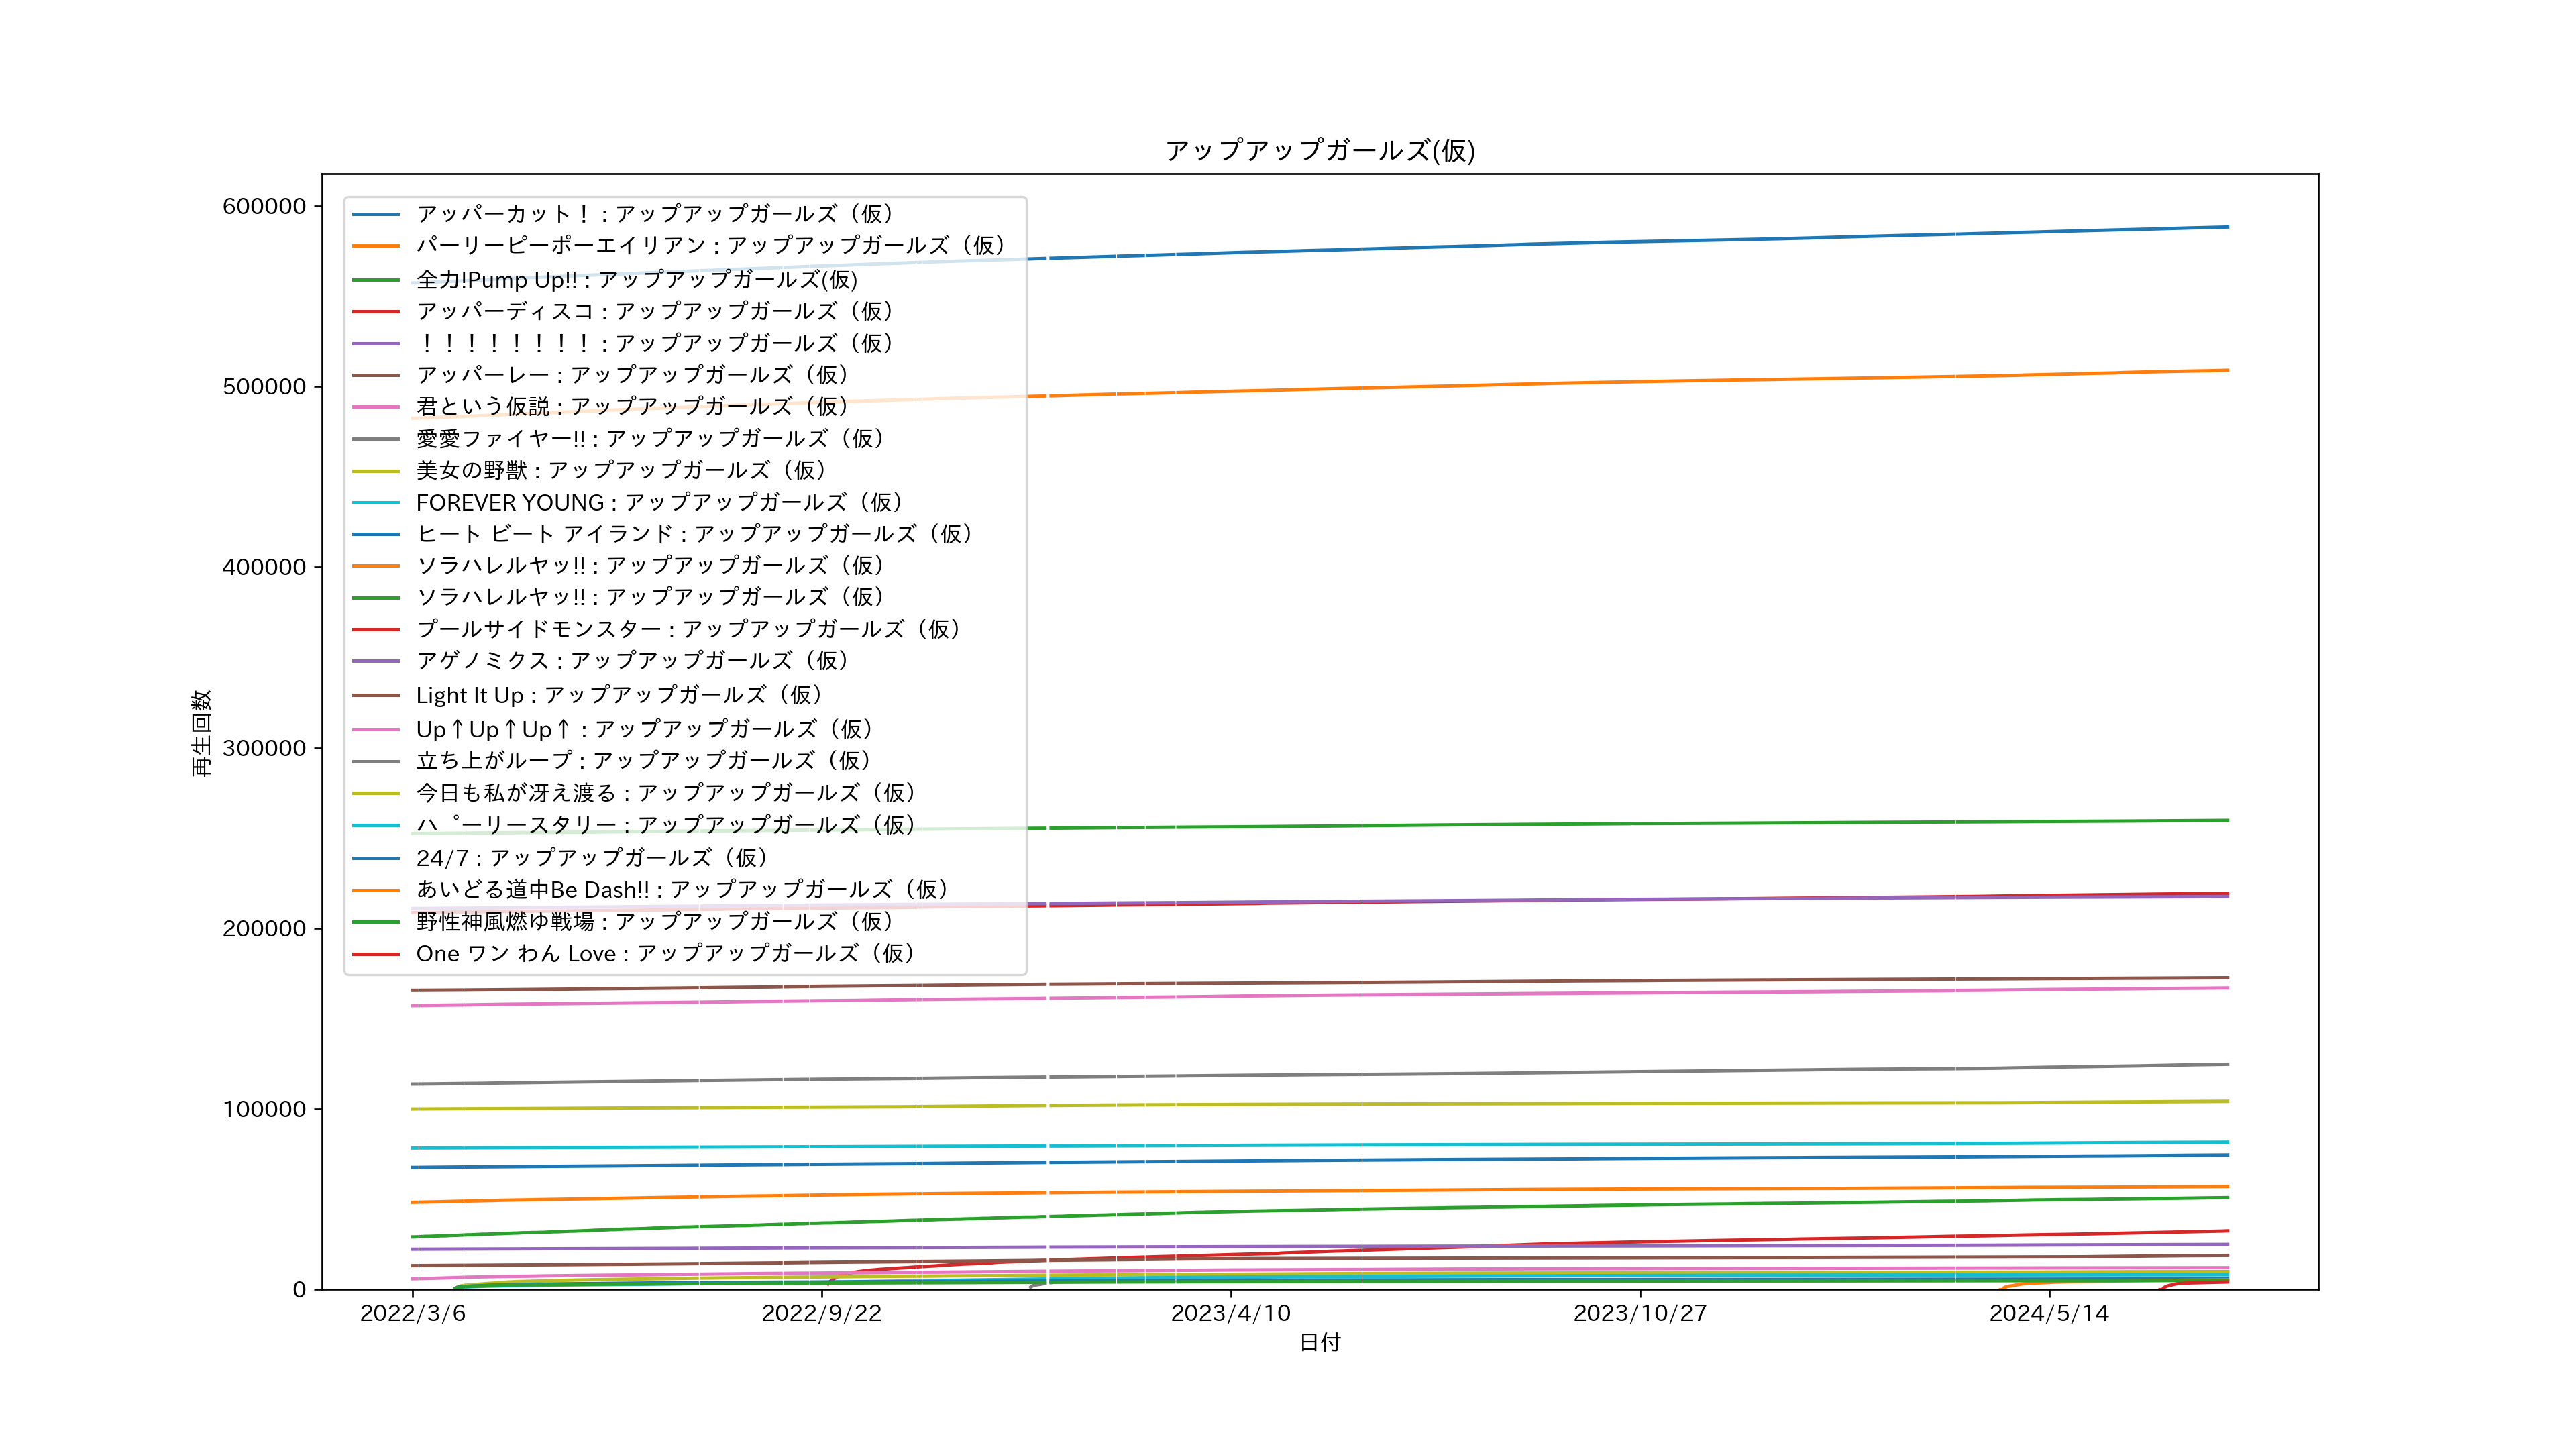 アップアップガールズ(仮)
600000
500000
400000
300000
200000
100000
0
再生回数
アッパーカット！ : アップアップガールズ（仮）
パーリーピーポーエイリアン : アップアップガールズ（仮）
全力!Pump Up!! : アップアップガールズ(仮)
アッパーディスコ : アップアップガールズ（仮）
！！！！！！！！ : アップアップガールズ（仮）
アッパーレー : アップアップガールズ（仮）
君という仮説 : アップアップガールズ（仮）
愛愛ファイヤー!! : アップアップガールズ（仮）
美女の野獣 : アップアップガールズ（仮）
FOREVER YOUNG : アップアップガールズ（仮）
ヒート ビート アイランド : アップアップガールズ（仮）
ソラハレルヤッ!! : アップアップガールズ（仮）
ソラハレルヤッ!! : アップアップガールズ（仮）
プールサイドモンスター : アップアップガールズ（仮）
アゲノミクス : アップアップガールズ（仮）
Light It Up : アップアップガールズ（仮）
Up↑Up↑Up↑ : アップアップガールズ（仮）
立ち上がループ : アップアップガールズ（仮）
今日も私が冴え渡る : アップアップガールズ（仮）
ハ゜ーリースタリー : アップアップガールズ（仮）
24/7 : アップアップガールズ（仮）
あいどる道中Be Dash!! : アップアップガールズ（仮）
野性神風燃ゆ戦場 : アップアップガールズ（仮）
One ワン わん Love : アップアップガールズ（仮）
2022/3/6 2022/9/22 2023/4/10 2023/10/27 2024/5/14
日付